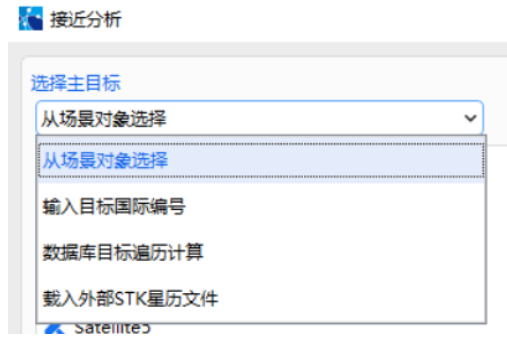 接近分析
选择主目标
从场景对象选择
从场景对象选择
输入目标国际编号
数据库目标遍历计算
载入外部STK星历文件
Satellite5